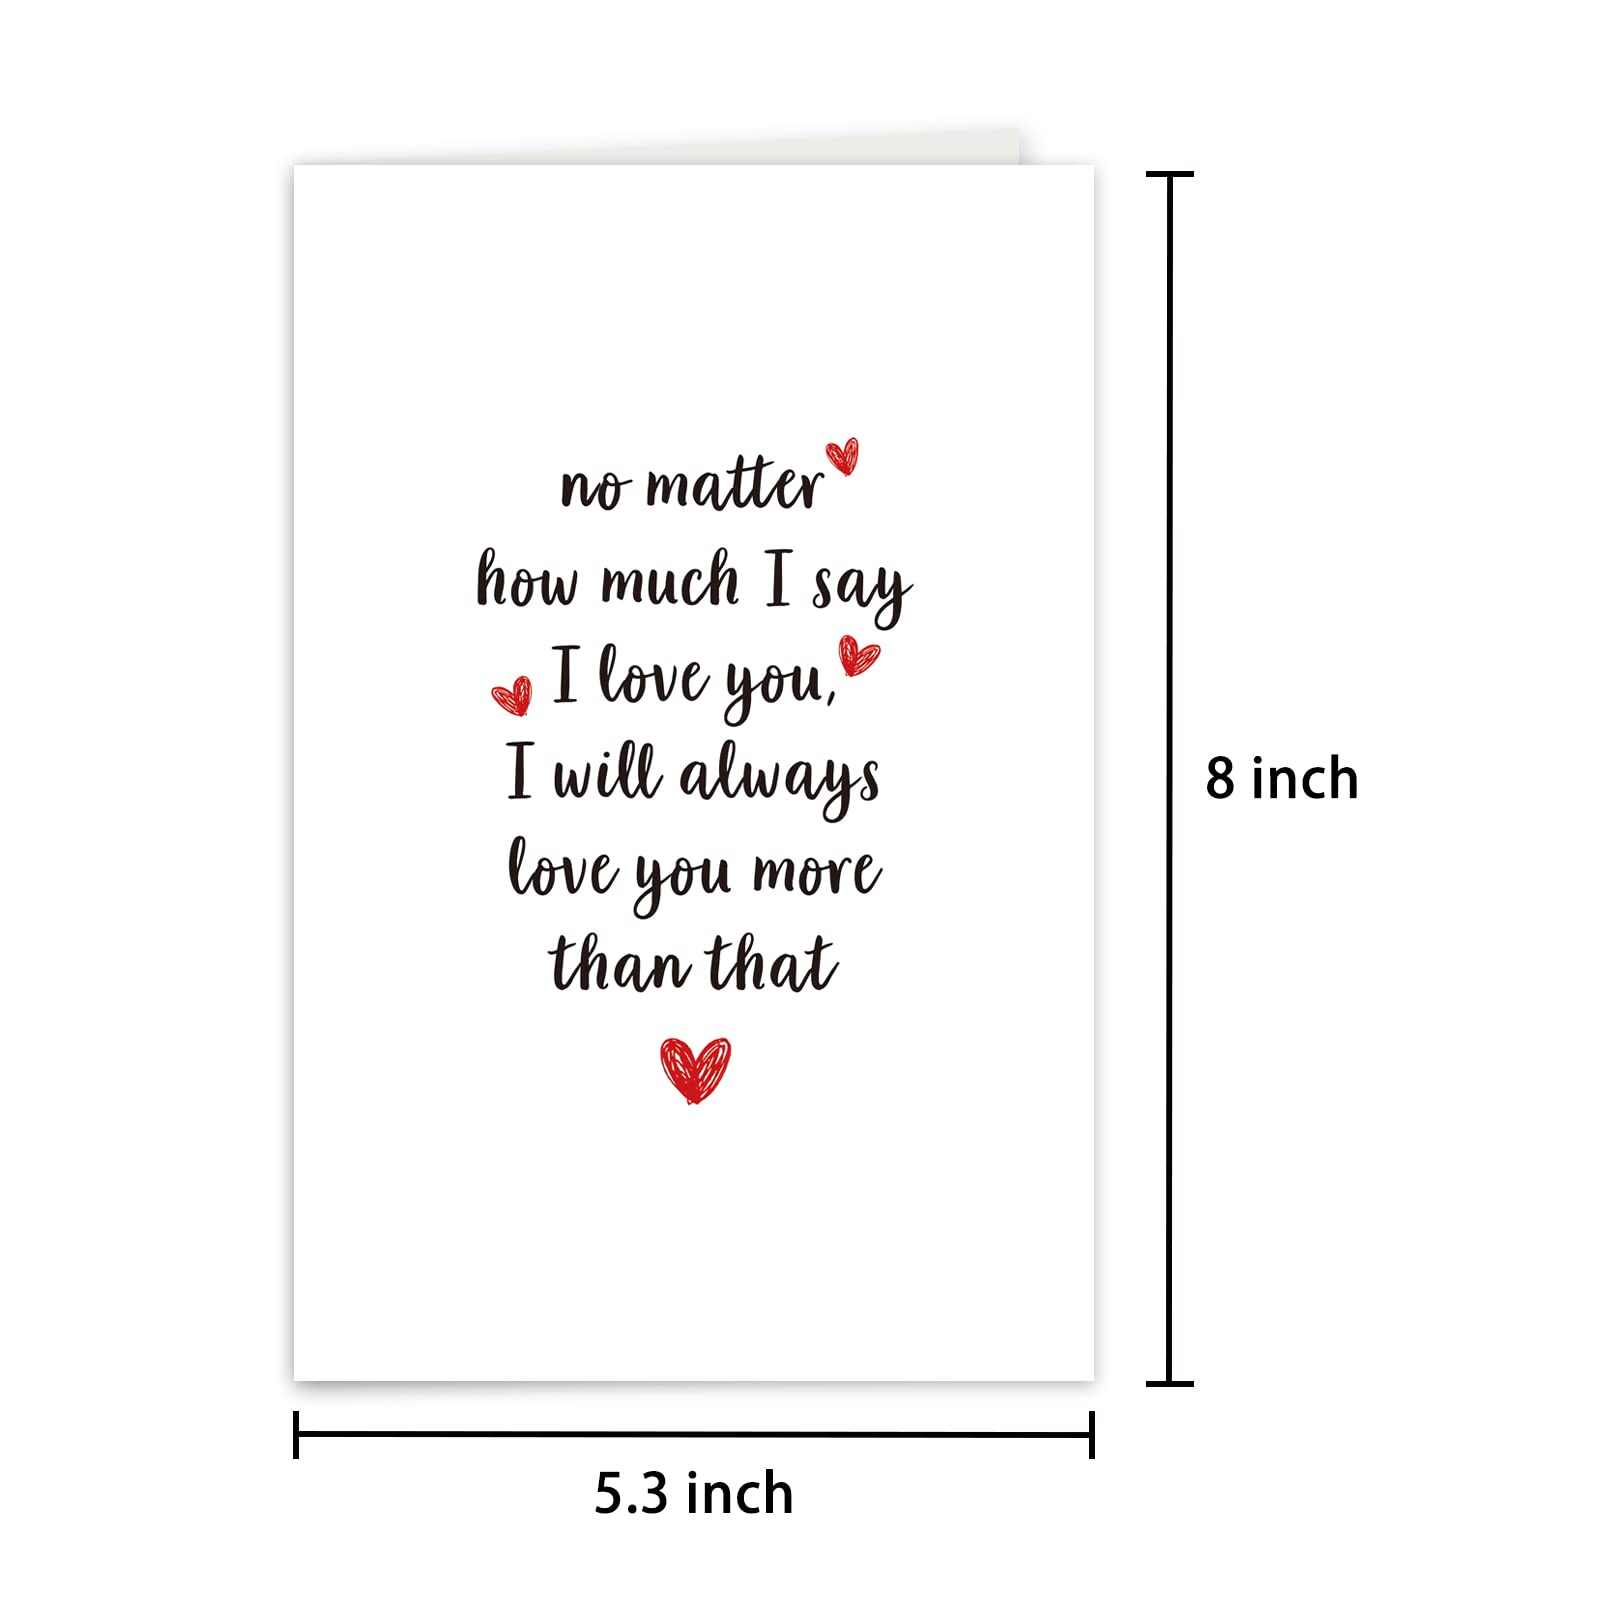 no matter
how much I say
I love you,
I will always
love you more
than that
8 inch
5.3 inch